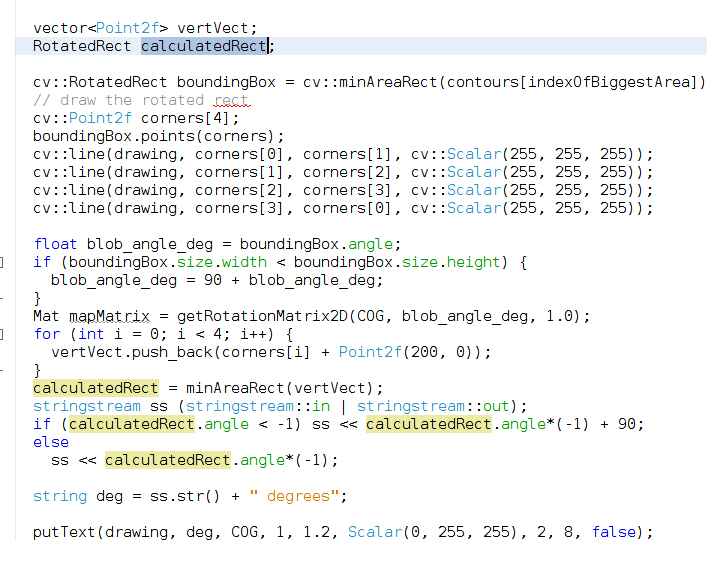 vector<Point2f> vertVect;
RotatedRect calculatedRect;
cv::RotatedRect boundingBox = cv::minAreaRect(contours[indexOfBiggestArea])
// draw the rotated rect
cv::Point2f corners[4];
boundingBox.points(corners);
cv::line(drawing, corners[0], corners[1], cv::Scalar(255, 255, 255));
cv::line(drawing, corners[1], corners[2], cv::Scalar(255, 255, 255));
cv::line(drawing, corners[2], corners[3], cv::Scalar(255, 255, 255));
cv::line(drawing, corners[3], corners[0], cv::Scalar(255, 255, 255));
float blob_angle_deg = boundingBox.angle;
if (boundingBox.size.width < boundingBox.size.height) {
  blob_angle_deg = 90 + blob_angle_deg;
}
Mat mapMatrix = getRotationMatrix2D(COG, blob_angle_deg, 1.0);
for (int i = 0; i < 4; i++) {
  vertVect.push_back(corners[i] + Point2f(200, 0));
}
calculatedRect = minAreaRect(vertVect);
stringstream ss (stringstream::in | stringstream::out);
if (calculatedRect.angle < -1) ss << calculatedRect.angle*(-1) + 90;
else
  ss << calculatedRect.angle*(-1);
string deg = ss.str() + " degrees";
putText(drawing, deg, COG, 1, 1.2, Scalar(0, 255, 255), 2, 8, false);